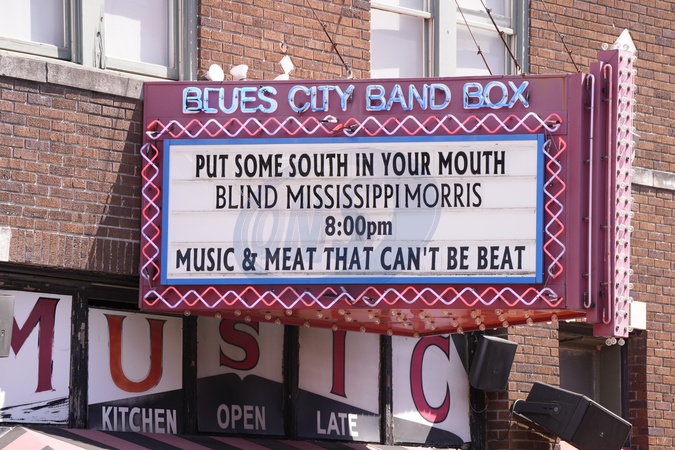 BLUES CITY BAND BOX
PUT SOME SOUTH IN YOUR MOUTH
BLIND MISSISSIPPI MORRIS
8:00pm
MUSIC & MEAT THAT CAN'T BE BEAT
MUSIC
KITCHEN OPEN LATE